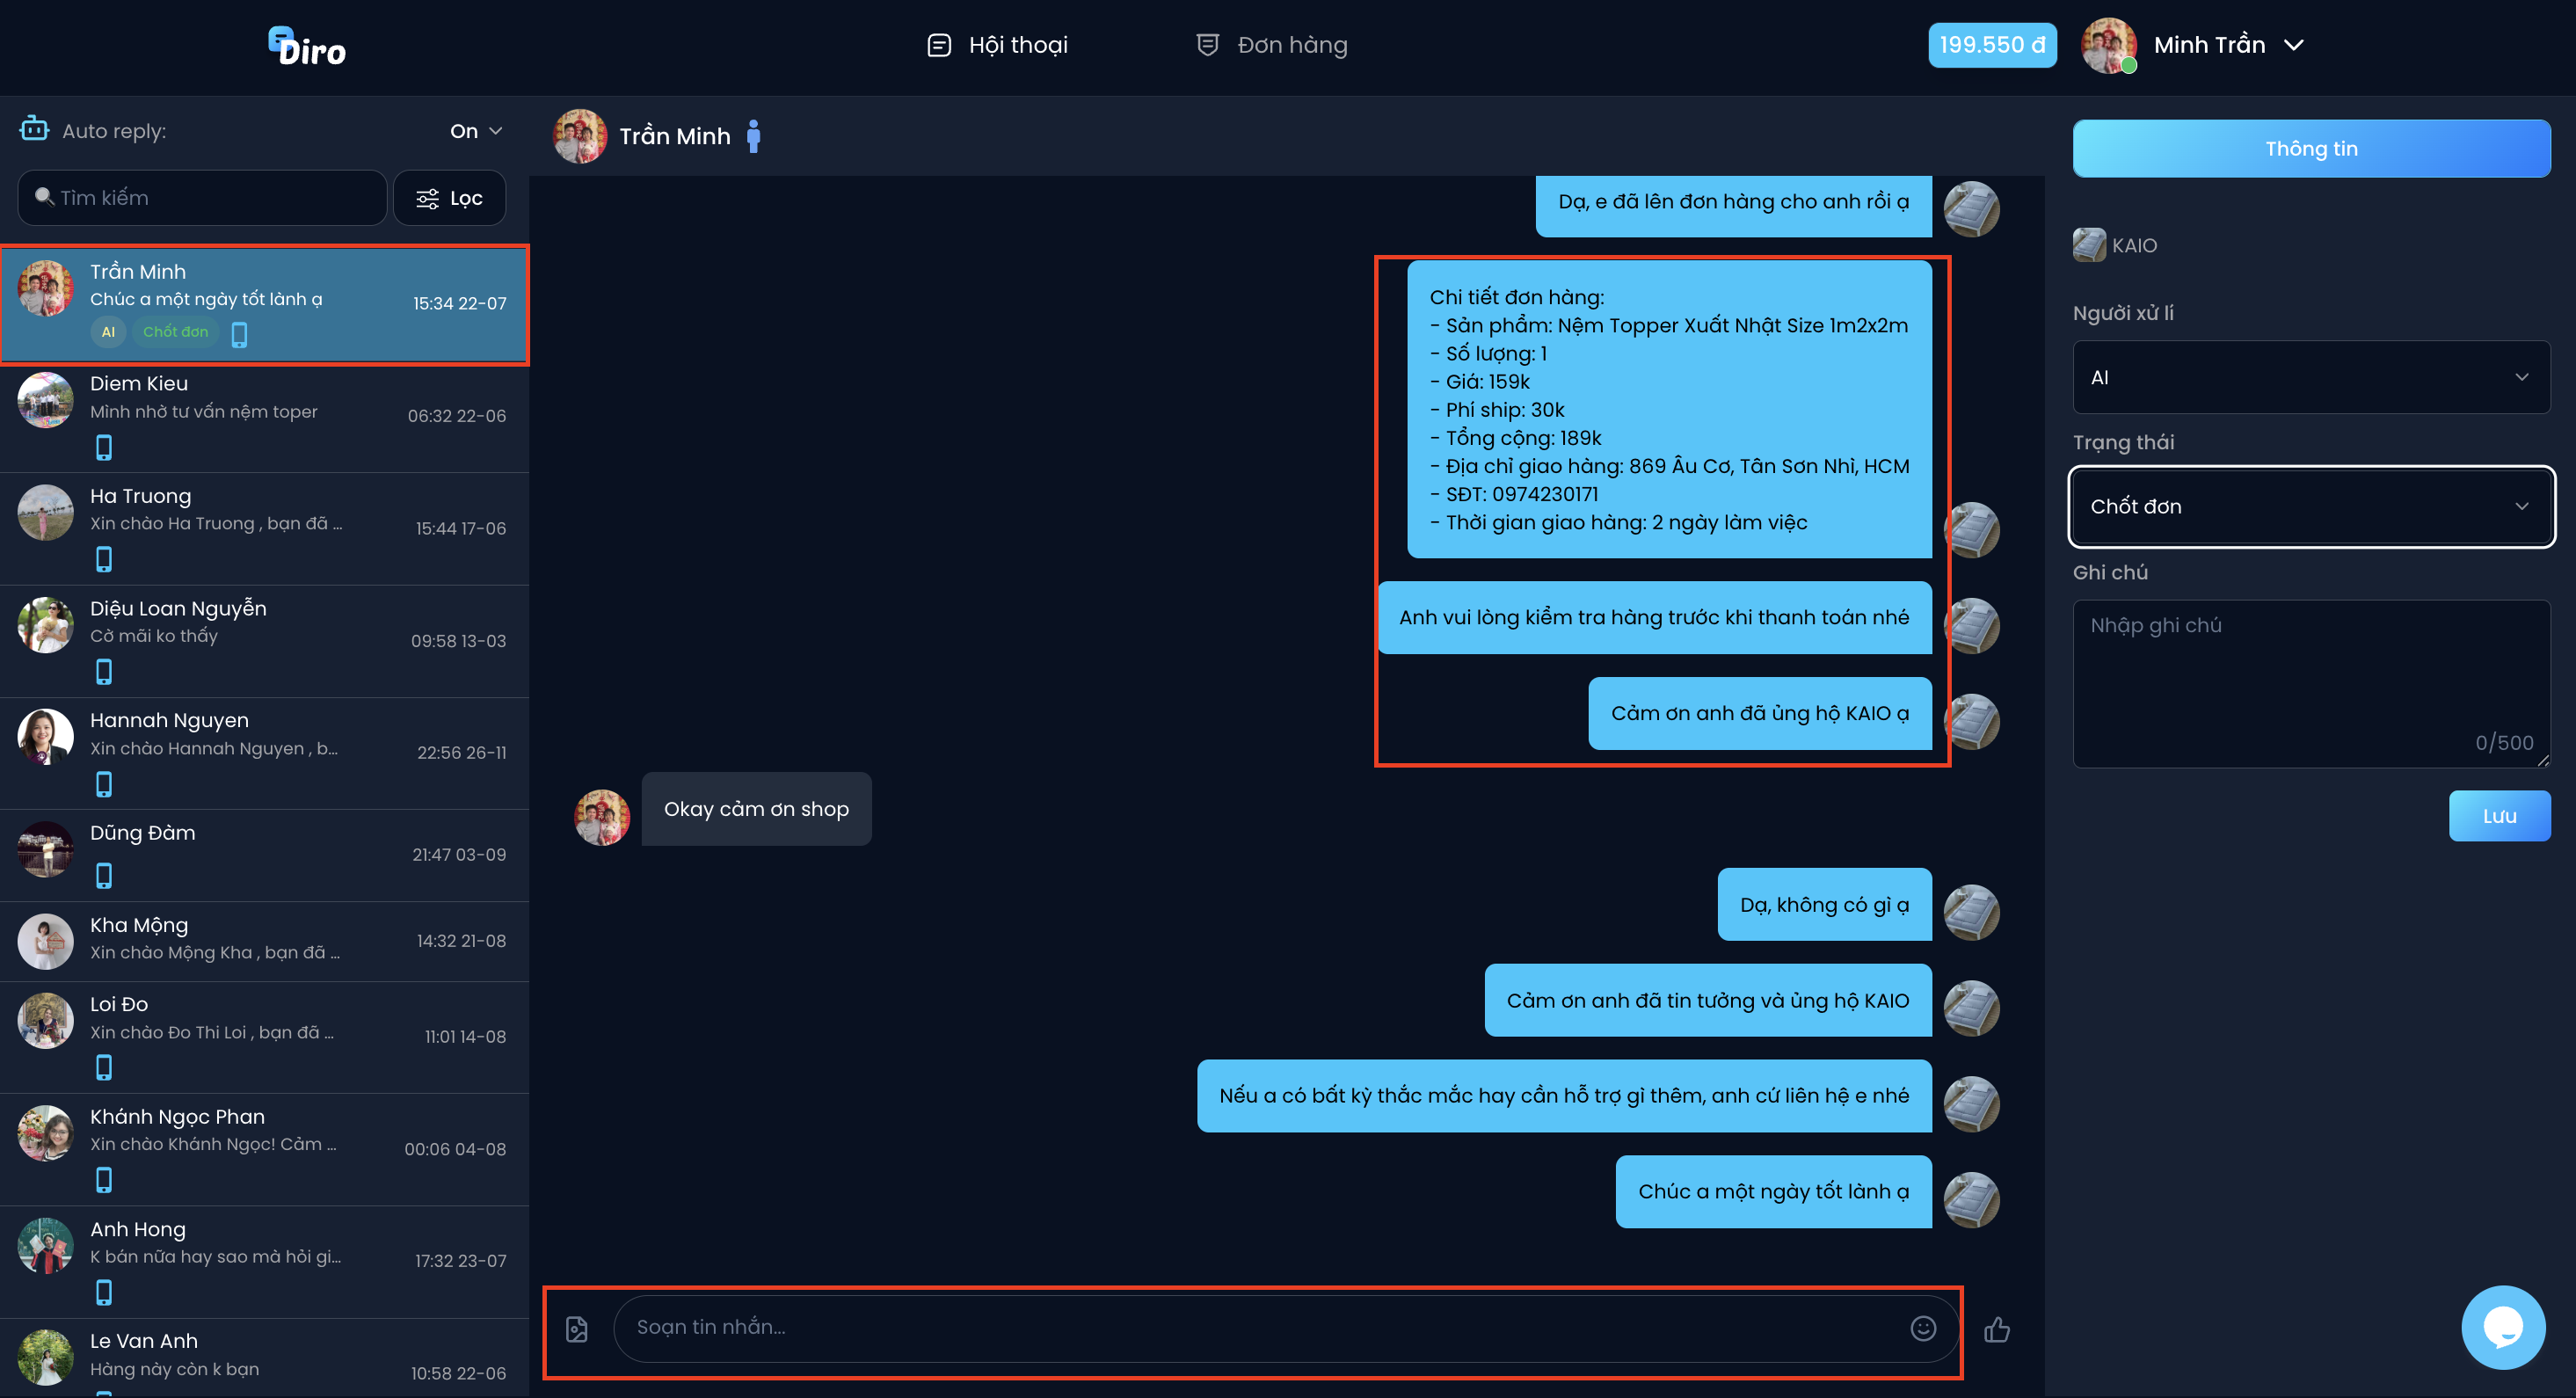 Diro
Hội thoại
Đơn hàng
199.550 đ
Minh Trần
Auto reply:
On
Tìm kiếm
Lọc
Trần Minh
Chúc a một ngày tốt lành ạ
15:34 22-07
AI
Chốt đơn
Diem Kieu
Mình nhờ tư vấn nệm toper
06:32 22-06
Ha Truong
Xin chào Ha Truong , bạn đã ...
15:44 17-06
Diệu Loan Nguyễn
Cờ mãi ko thấy
09:58 13-03
Hannah Nguyen
Xin chào Hannah Nguyen , b...
22:56 26-11
Dũng Đàm
21:47 03-09
Kha Mộng
Xin chào Mộng Kha , bạn đã ...
14:32 21-08
Loi Đo
Xin chào Đo Thi Loi , bạn đã ...
11:01 14-08
Khánh Ngọc Phan
Xin chào Khánh Ngọc! Cảm ...
00:06 04-08
Anh Hong
K bán nữa hay sao mà hỏi gi...
17:32 23-07
Le Van Anh
Hàng này còn k bạn
10:58 22-06
Trần Minh
Dạ, e đã lên đơn hàng cho anh rồi ạ
Chi tiết đơn hàng:
- Sản phẩm: Nệm Topper Xuất Nhật Size 1m2x2m
- Số lượng: 1
- Giá: 159k
- Phí ship: 30k
- Tổng cộng: 189k
- Địa chỉ giao hàng: 869 Âu Cơ, Tân Sơn Nhì, HCM
- SĐT: 0974230171
- Thời gian giao hàng: 2 ngày làm việc
Anh vui lòng kiểm tra hàng trước khi thanh toán nhé
Cảm ơn anh đã ủng hộ KAIO ạ
Okay cảm ơn shop
Dạ, không có gì ạ
Cảm ơn anh đã tin tưởng và ủng hộ KAIO
Nếu a có bất kỳ thắc mắc hay cần hỗ trợ gì thêm, anh cứ liên hệ e nhé
Chúc a một ngày tốt lành ạ
Soạn tin nhắn...
Thông tin
KAIO
Người xử lí
AI
Trạng thái
Chốt đơn
Ghi chú
Nhập ghi chú
0/500
Lưu